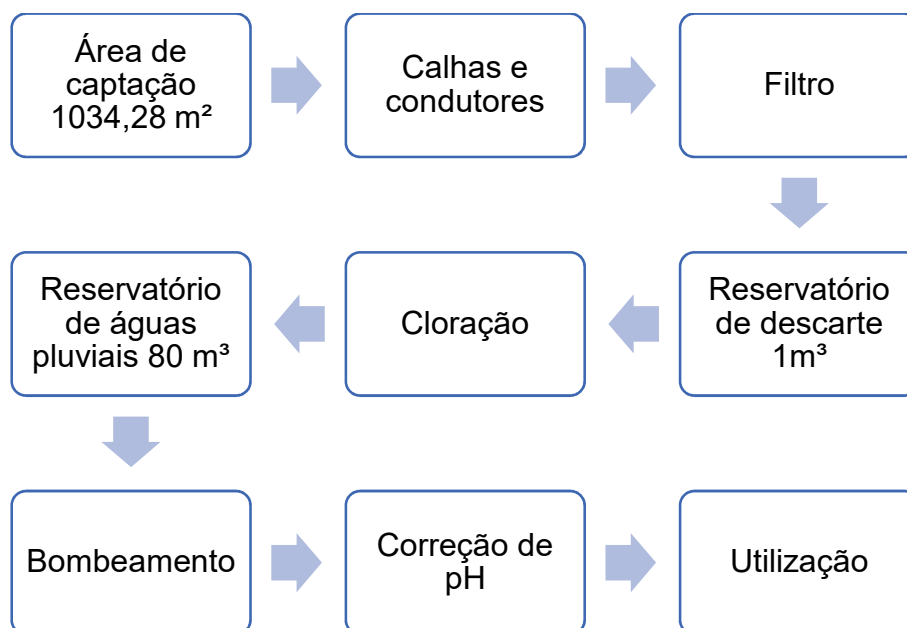 Área de
captação
1034,28 m²
Calhas e
condutores
Filtro
Reservatório
de descarte
1m³
Cloração
Reservatório
de águas
pluviais 80 m³
Bombeamento
Correção de
pH
Utilização